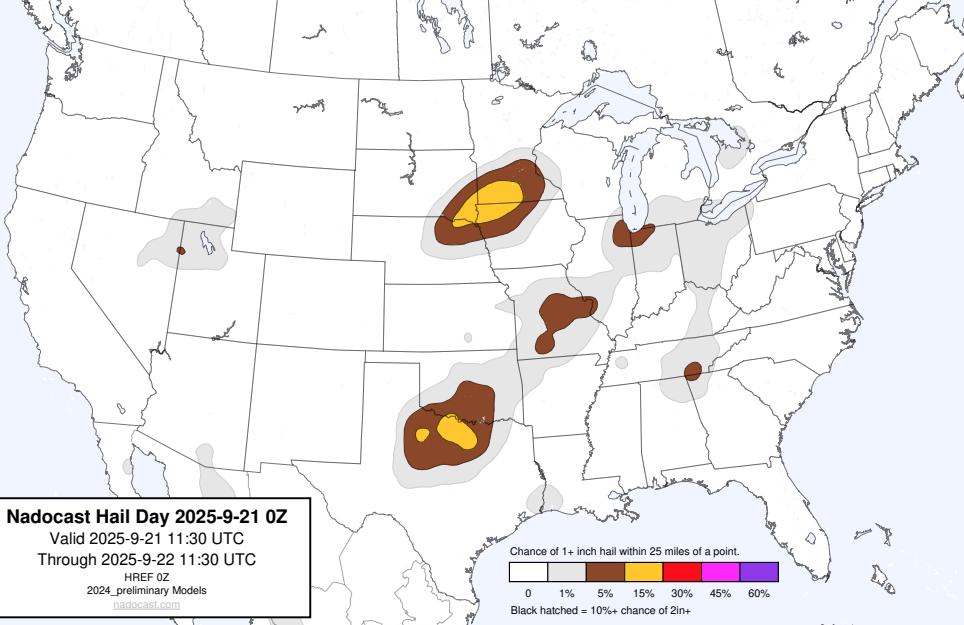 Nadocast Hail Day 2025-9-21 0Z
Valid 2025-9-21 11:30 UTC
Through 2025-9-22 11:30 UTC
HREF 0Z
2024_preliminary Models
nadocast.com
Chance of 1+ inch hail within 25 miles of a point.
0 1% 5% 15% 30% 45% 60%
Black hatched = 10%+ chance of 2in+